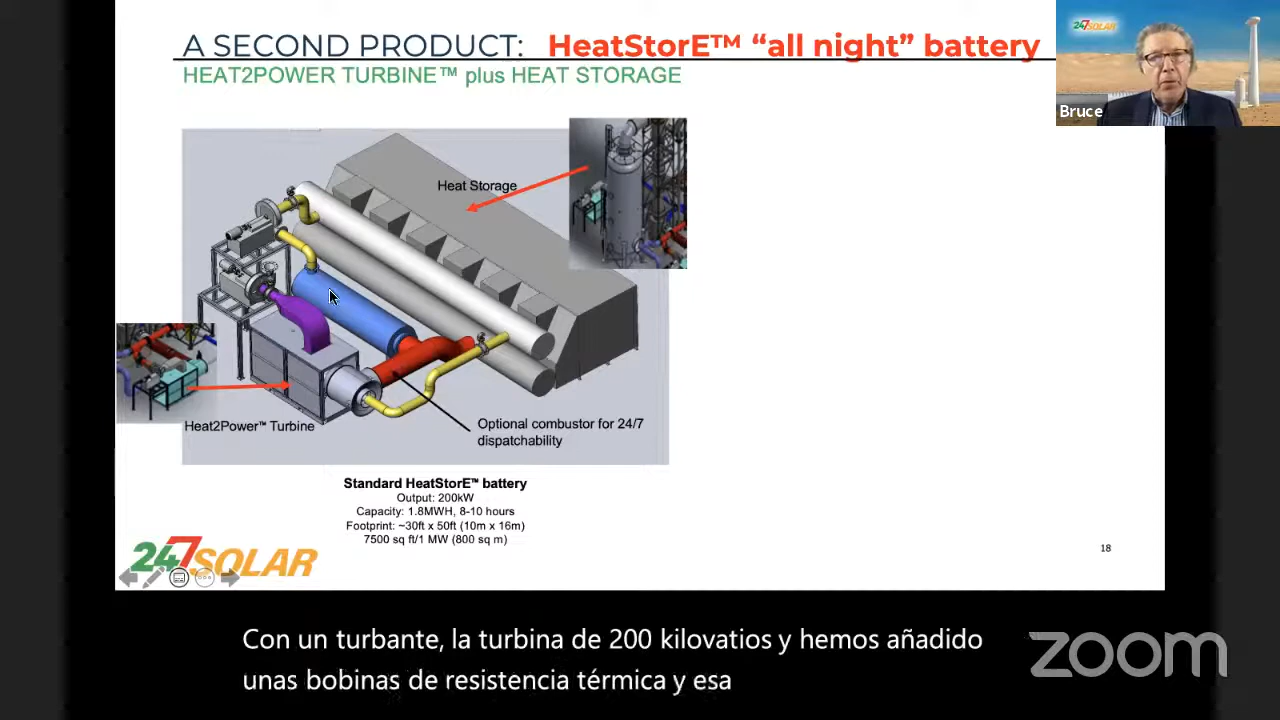 A SECOND PRODUCT: HeatStorE™ “all night” battery
HEAT2POWER TURBINE™ plus HEAT STORAGE
247SOLAR
Bruce
Heat Storage
Heat2Power™ Turbine
Optional combustor for 24/7
dispatchability
Standard HeatStorE™ battery
Output: 200kW
Capacity: 1.8MWH, 8-10 hours
Footprint: ~30ft x 50ft (10m x 16m)
7500 sq ft/1 MW (800 sq m)
247SOLAR
18
Con un turbante, la turbina de 200 kilovatios y hemos añadido
unas bobinas de resistencia térmica y esa
zoom